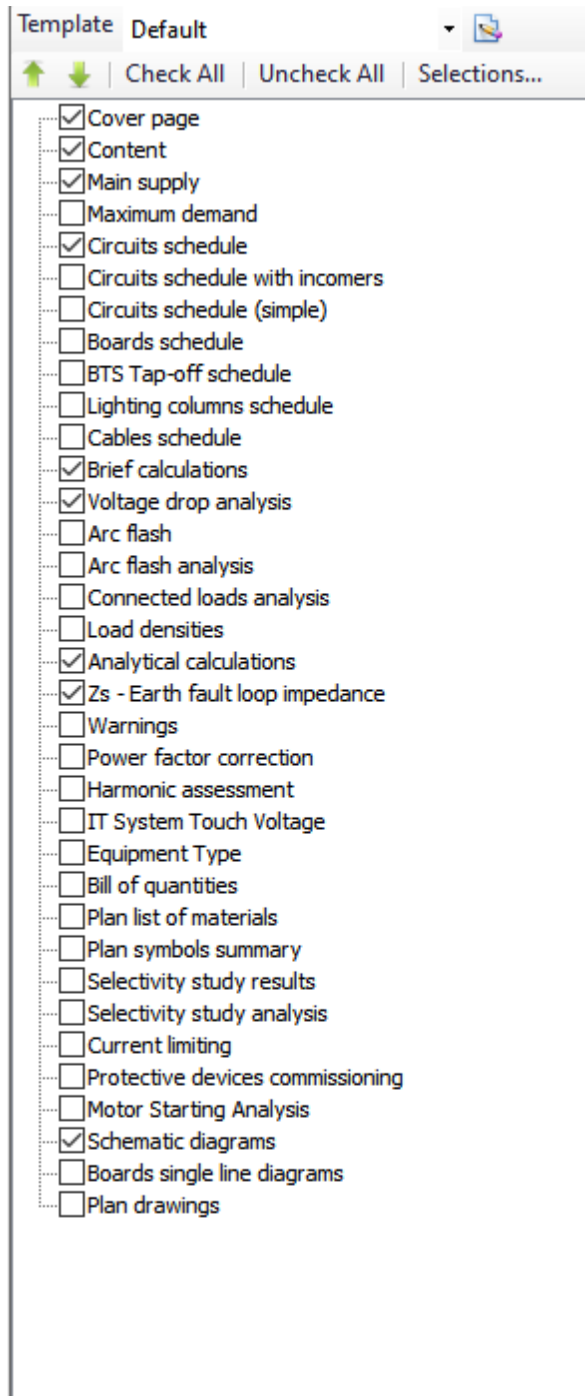 Template Default
Check All Uncheck All Selections...
Cover page
Content
Main supply
Maximum demand
Circuits schedule
Circuits schedule with incomers
Circuits schedule (simple)
Boards schedule
BTS Tap-off schedule
Lighting columns schedule
Cables schedule
Brief calculations
Voltage drop analysis
Arc flash
Arc flash analysis
Connected loads analysis
Load densities
Analytical calculations
Zs - Earth fault loop impedance
Warnings
Power factor correction
Harmonic assessment
IT System Touch Voltage
Equipment Type
Bill of quantities
Plan list of materials
Plan symbols summary
Selectivity study results
Selectivity study analysis
Current limiting
Protective devices commissioning
Motor Starting Analysis
Schematic diagrams
Boards single line diagrams
Plan drawings